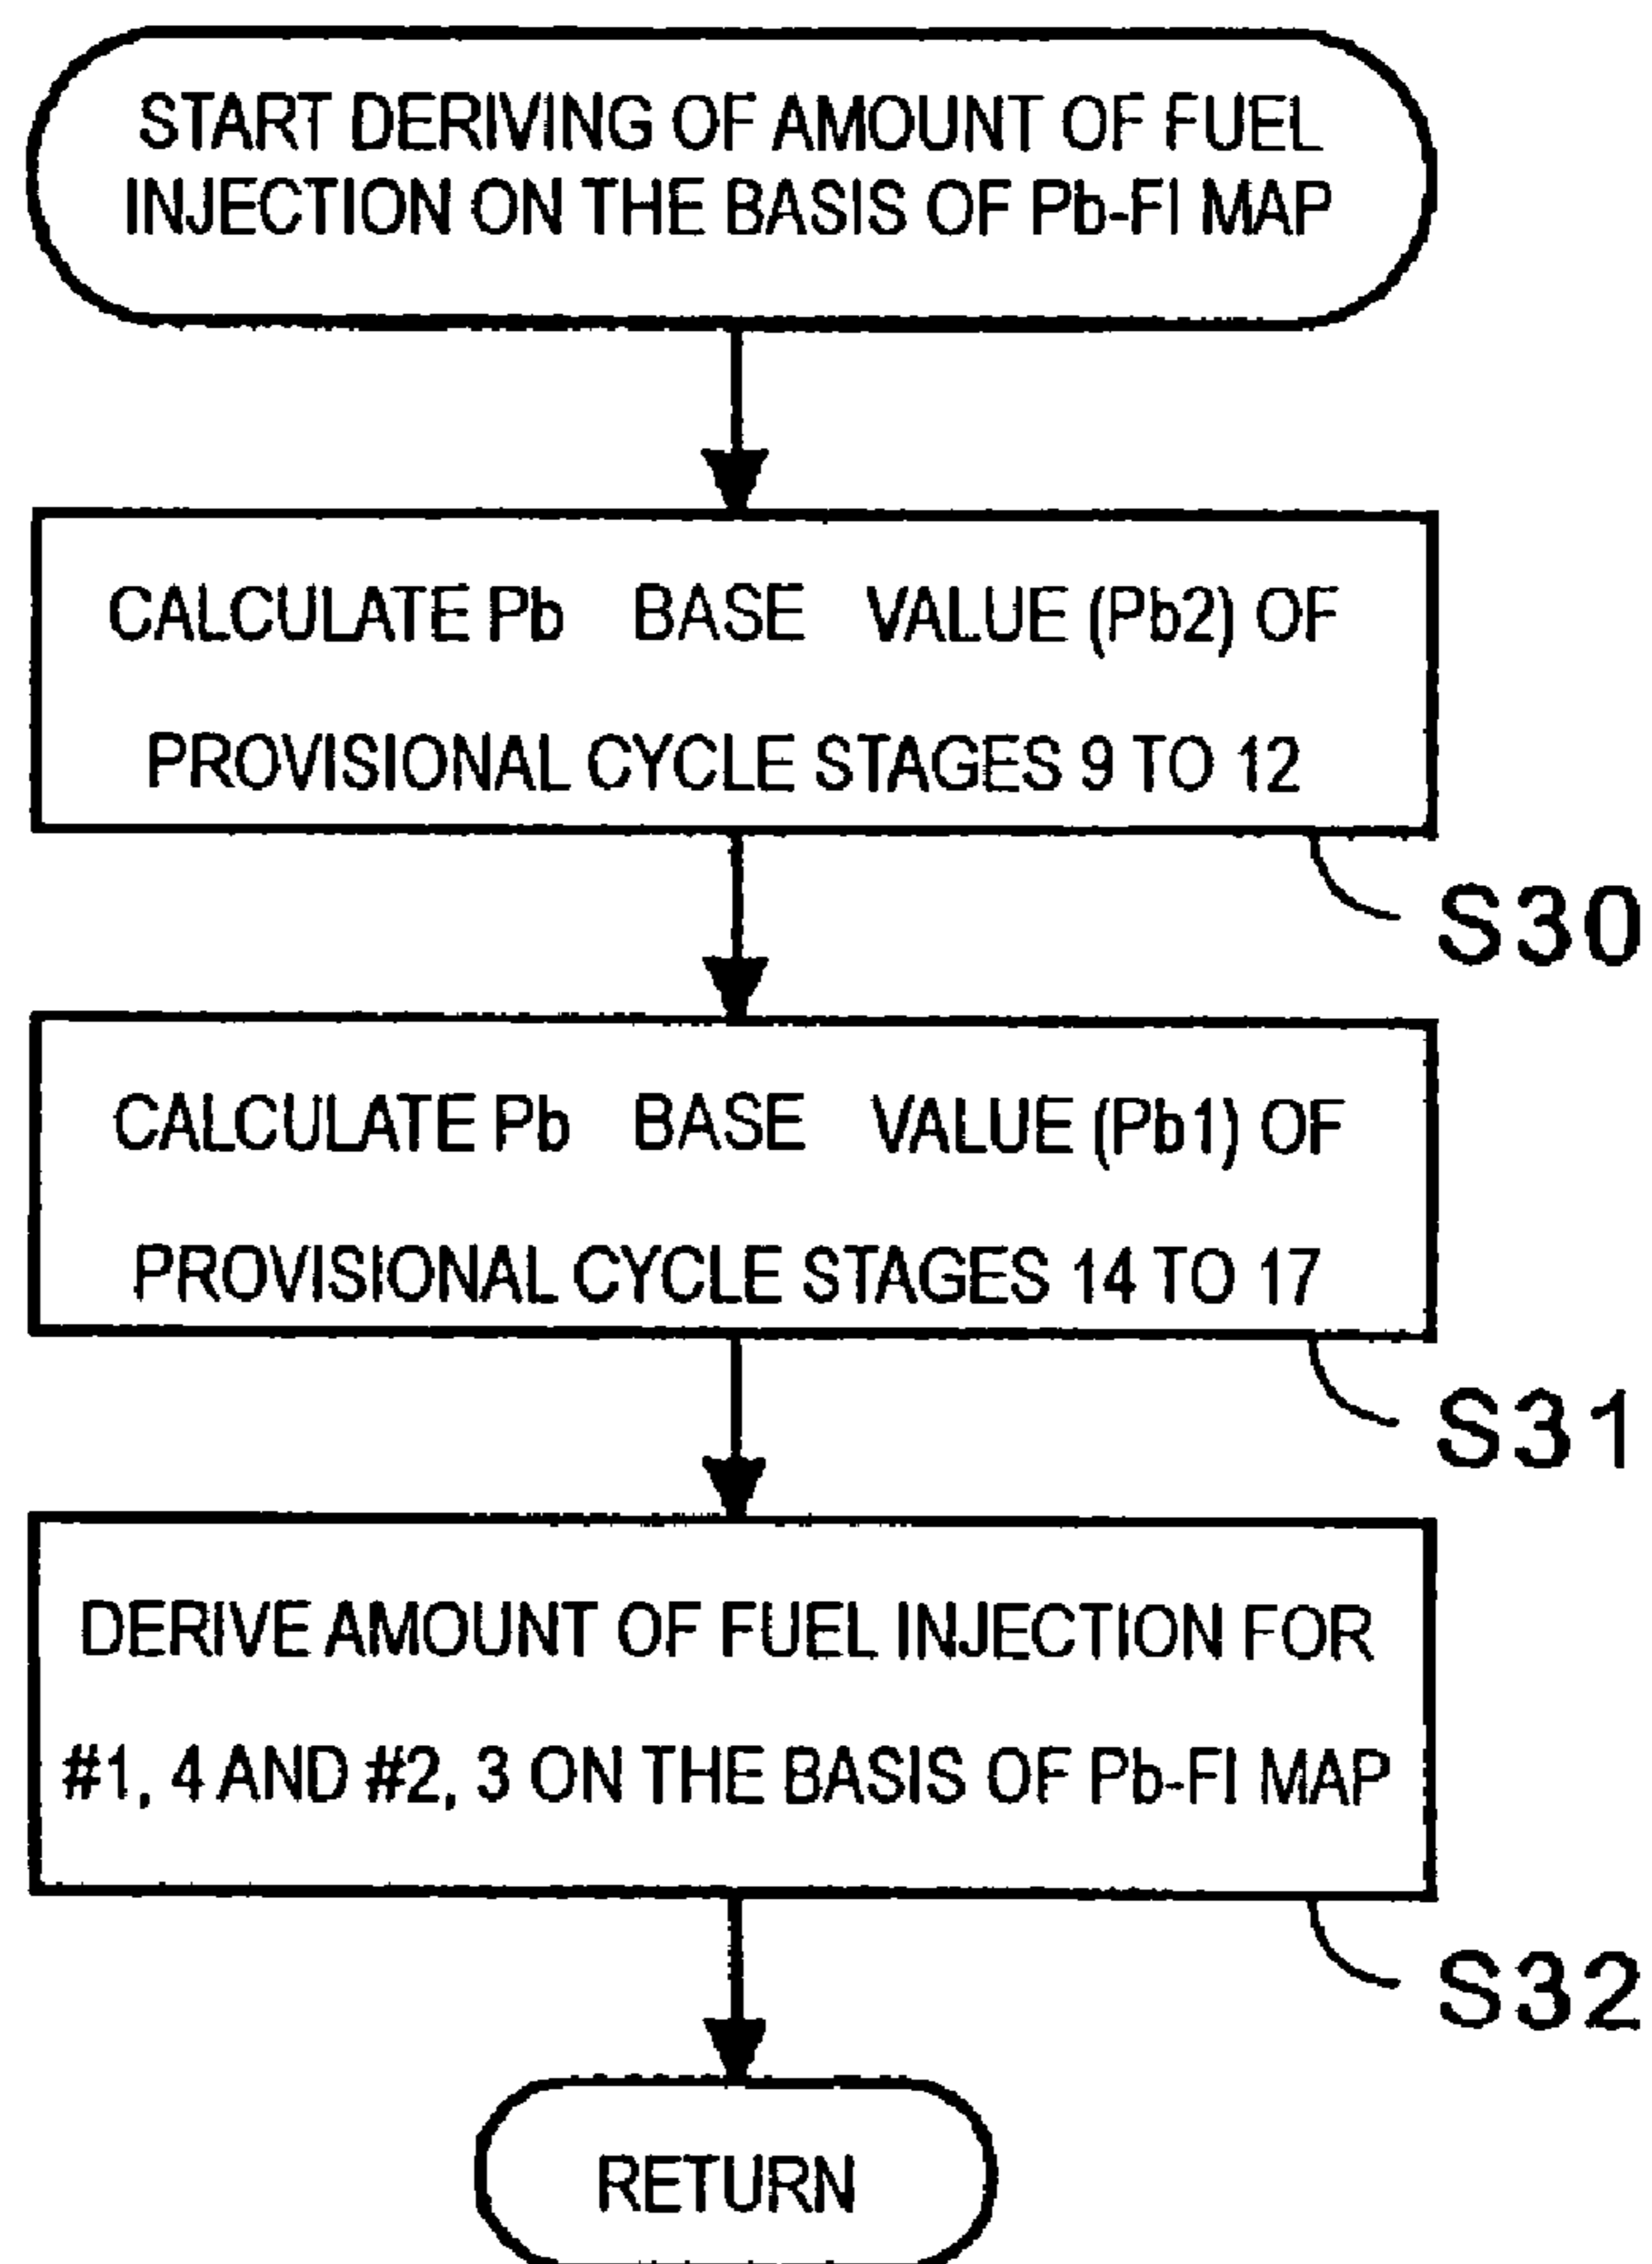 START DERIVING OF AMOUNT OF FUEL
INJECTION ON THE BASIS OF Pb-FI MAP
CALCULATE Pb BASE VALUE (Pb2) OF
PROVISIONAL CYCLE STAGES 9 TO 12
S30
CALCULATE Pb BASE VALUE (Pb1) OF
PROVISIONAL CYCLE STAGES 14 TO 17
S31
DERIVE AMOUNT OF FUEL INJECTION FOR
#1, 4 AND #2, 3 ON THE BASIS OF Pb-FI MAP
S32
RETURN